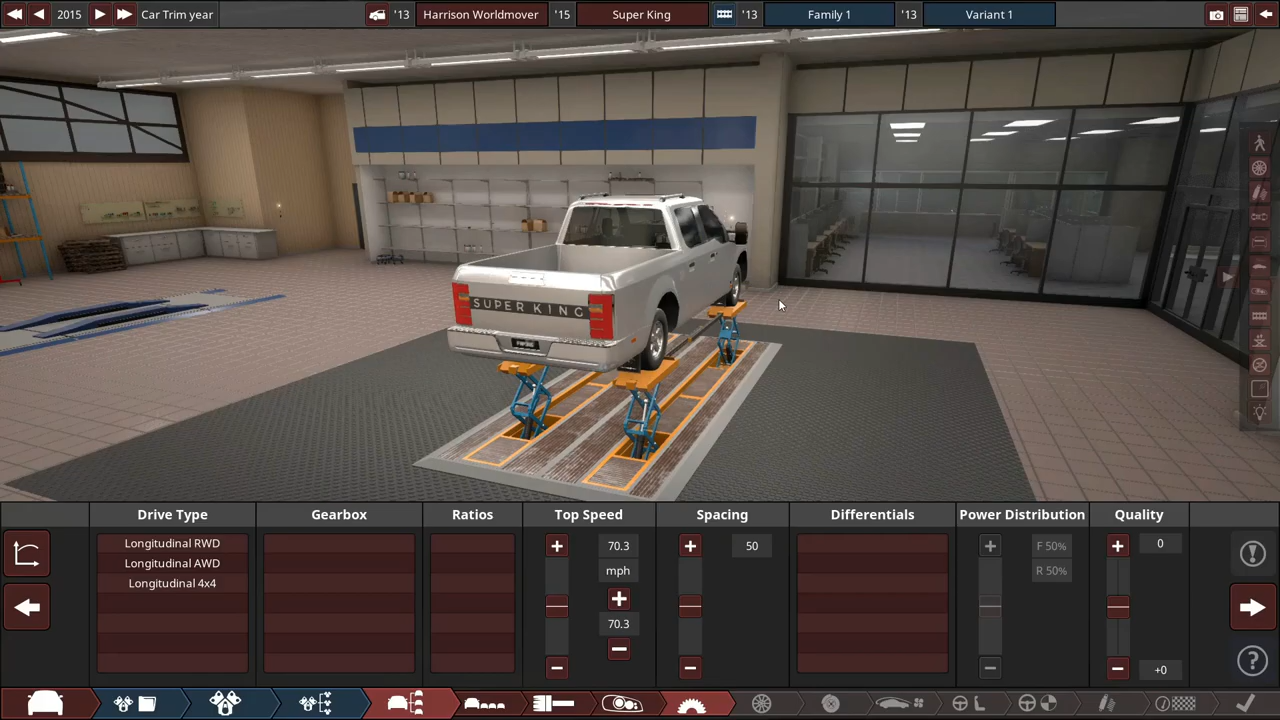 2015 Car Trim year '13 Harrison Worldmover '15 Super King '13 Family 1 '13 Variant 1
SUPER KING
Drive Type Gearbox Ratios Top Speed Spacing Differentials Power Distribution Quality
Longitudinal RWD
Longitudinal AWD
Longitudinal 4x4
70.3
mph
70.3
50
F 50%
R 50%
0
+0